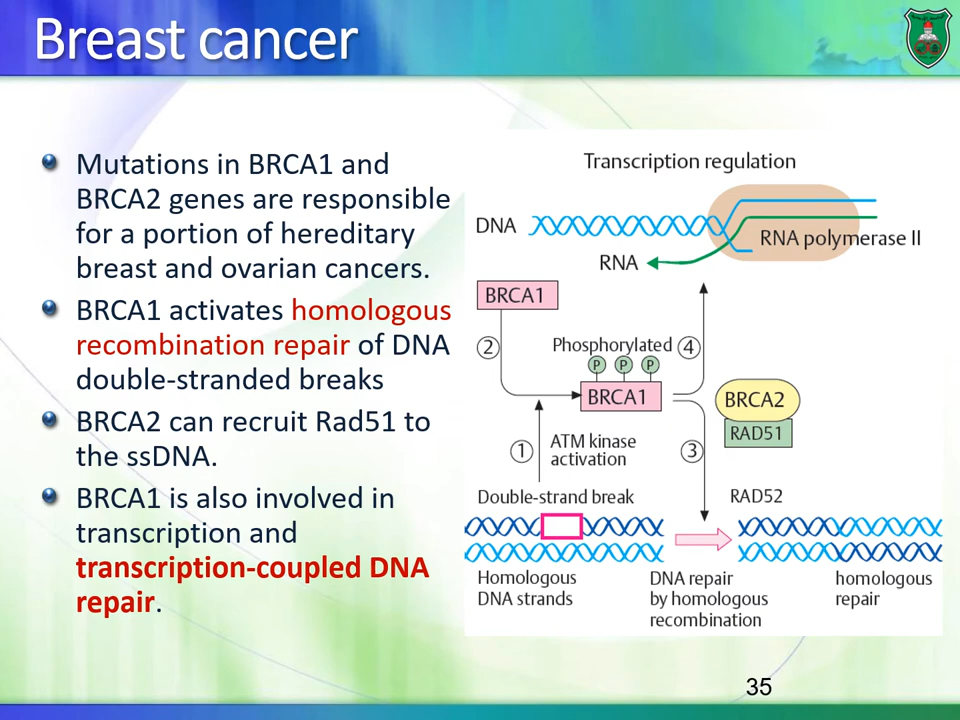 Breast cancer
Mutations in BRCA1 and
BRCA2 genes are responsible
for a portion of hereditary
breast and ovarian cancers.
BRCA1 activates homologous
recombination repair of DNA
double-stranded breaks
BRCA2 can recruit Rad51 to
the ssDNA.
BRCA1 is also involved in
transcription and
transcription-coupled DNA
repair.
Transcription regulation
DNA
RNA polymerase II
RNA
BRCA1
2
Phosphorylated
4
P P P
BRCA1
BRCA2
RAD51
1
ATM kinase
activation
3
Double-strand break
RAD52
Homologous
DNA strands
DNA repair
by homologous
recombination
homologous
repair
35